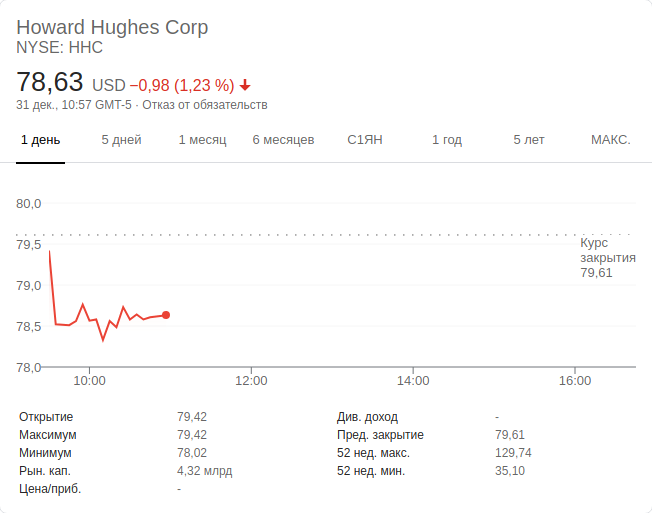 Howard Hughes Corp
NYSE: HHC
78,63 USD −0,98 (1,23 %)
31 дек., 10:57 GMT-5 · Отказ от обязательств
1 день 5 дней 1 месяц 6 месяцев С1ЯН 1 год 5 лет МАКС.
80,0
79,5
79,0
78,5
78,0
Курс
закрытия
79,61
10:00 12:00 14:00 16:00
Открытие 79,42 Див. доход -
Максимум 79,42 Пред. закрытие 79,61
Минимум 78,02 52 нед. макс. 129,74
Рын. кап. 4,32 млрд 52 нед. мин. 35,10
Цена/приб. -